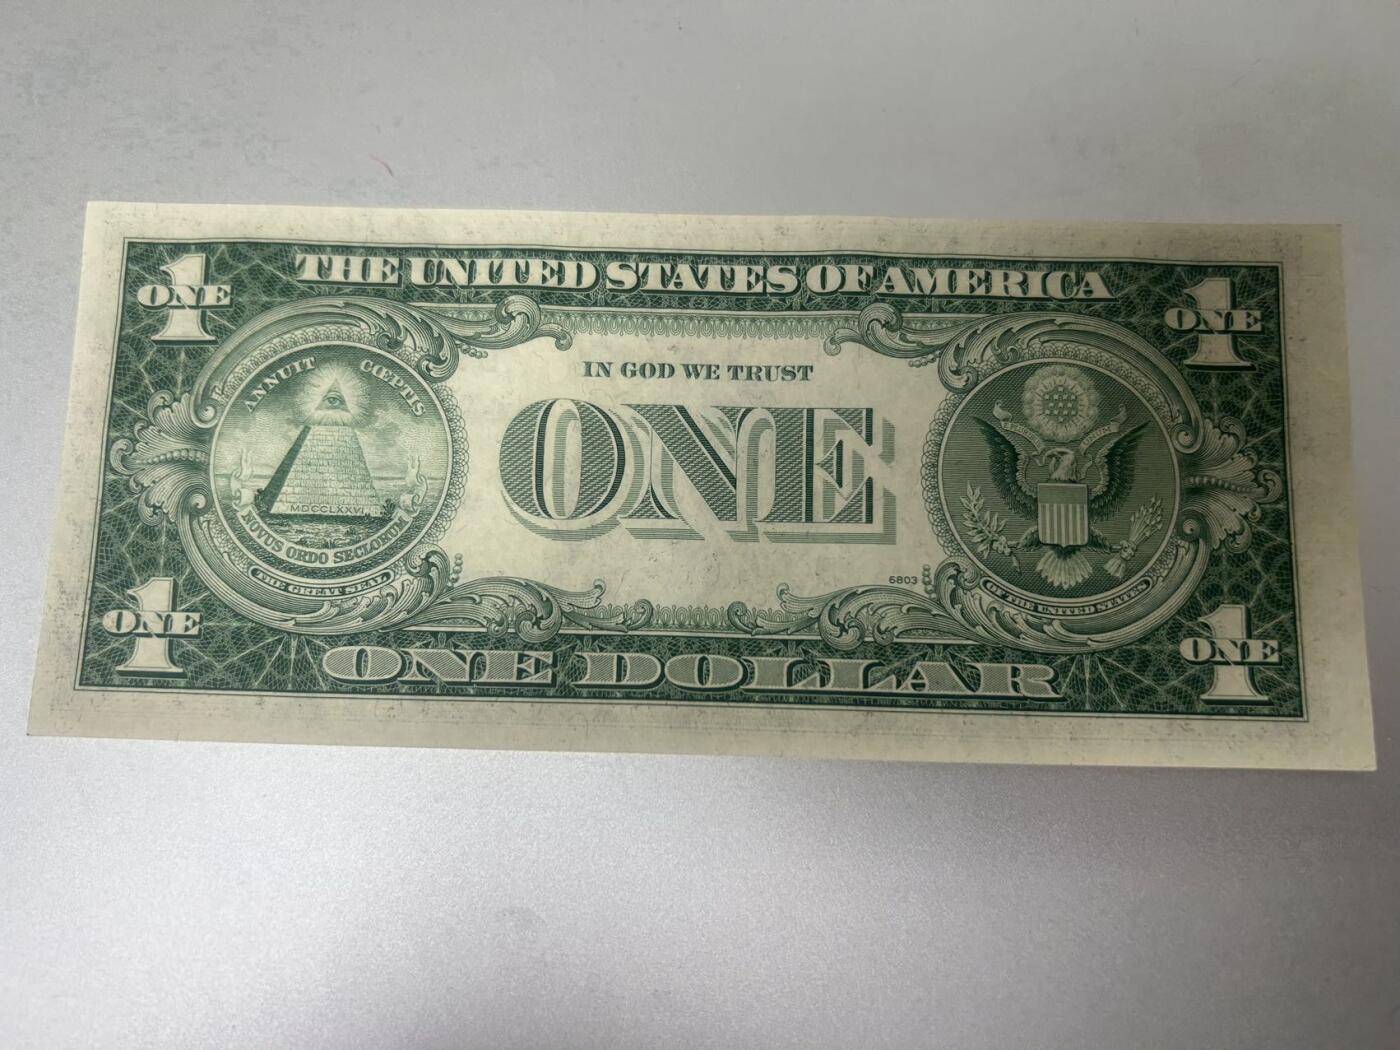 THE UNITED STATES OF AMERICA
1
ONE
1
ONE
ANNUIT CŒPTIS
MDCCLXXVI
NOVUS ORDO SECLORUM
THE GREAT SEAL
IN GOD WE TRUST
ONE
6803
OF THE UNITED STATES
1
ONE
1
ONE
ONE DOLLAR